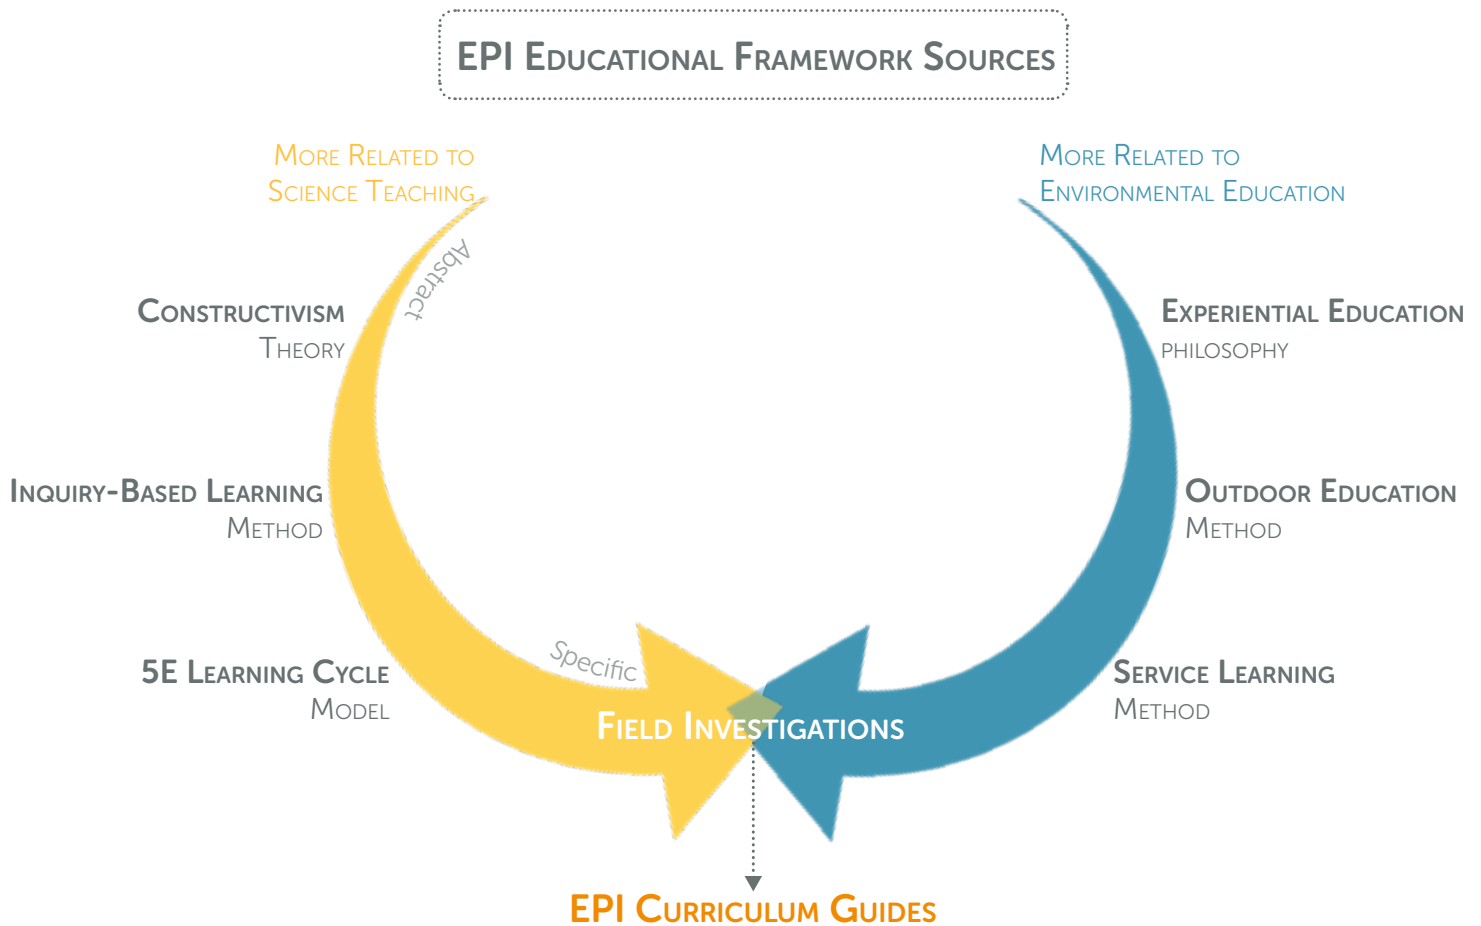 EPI Educational Framework Sources
More Related to
Science Teaching
More Related to
Environmental Education
Abstract
Constructivism
Theory
Experiential Education
philosophy
Inquiry-Based Learning
Method
Outdoor Education
Method
Specific
5E Learning Cycle
Model
Service Learning
Method
Field Investigations
EPI Curriculum Guides